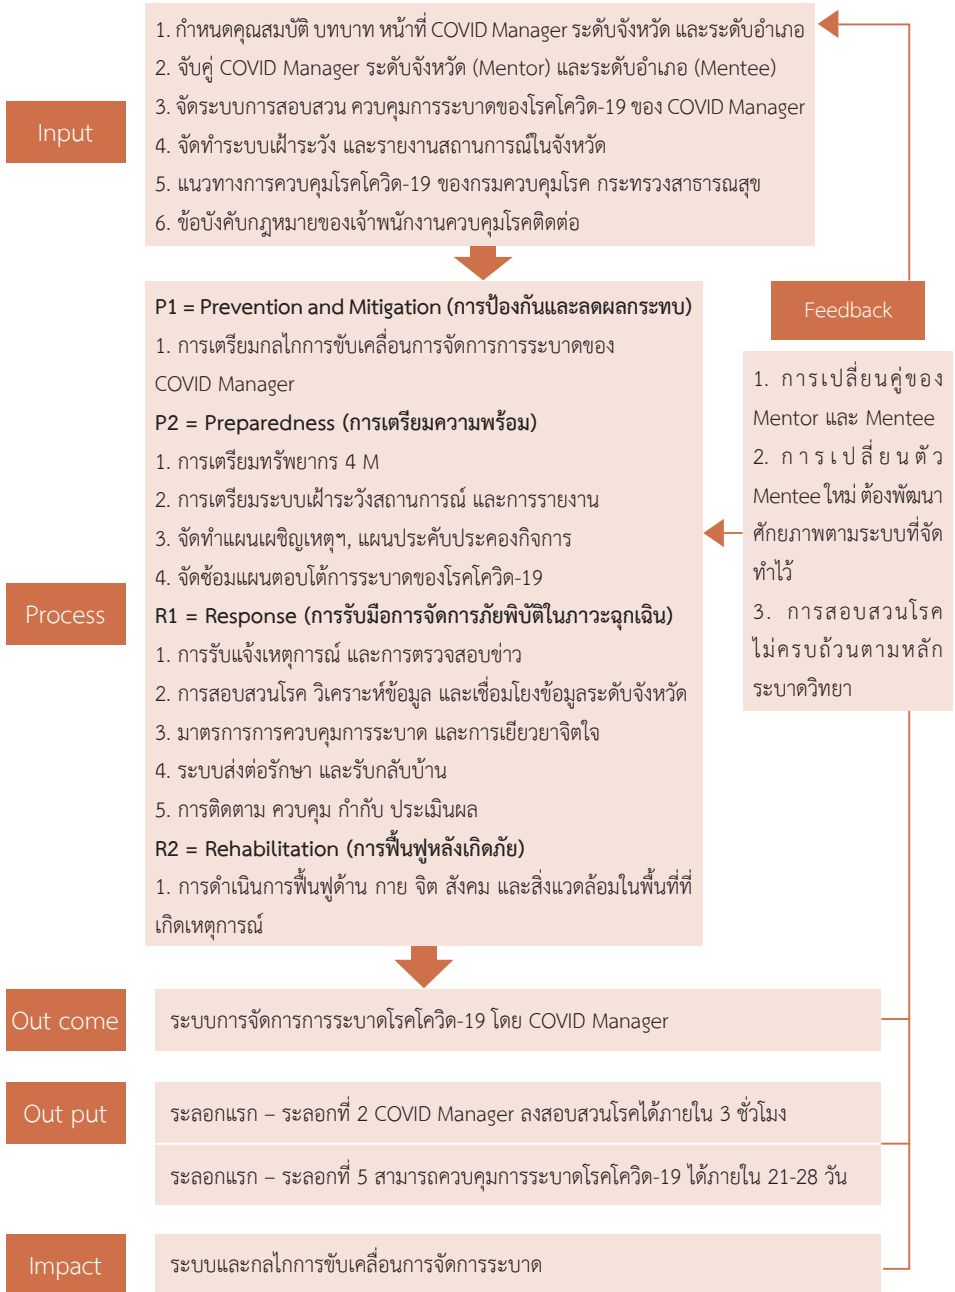 Input
1. กำหนดคุณสมบัติ บทบาท หน้าที่ COVID Manager ระดับจังหวัด และระดับอำเภอ
2. จับคู่ COVID Manager ระดับจังหวัด (Mentor) และระดับอำเภอ (Mentee)
3. จัดระบบการสอบสวน ควบคุมการระบาดของโรคโควิด-19 ของ COVID Manager
4. จัดทำระบบเฝ้าระวัง และรายงานสถานการณ์ในจังหวัด
5. แนวทางการควบคุมโรคโควิด-19 ของกรมควบคุมโรค กระทรวงสาธารณสุข
6. ข้อบังคับกฎหมายของเจ้าพนักงานควบคุมโรคติดต่อ
Process
P1 = Prevention and Mitigation (การป้องกันและลดผลกระทบ)
1. การเตรียมกลไกการขับเคลื่อนการจัดการการระบาดของ
COVID Manager
P2 = Preparedness (การเตรียมความพร้อม)
1. การเตรียมทรัพยากร 4 M
2. การเตรียมระบบเฝ้าระวังสถานการณ์ และการรายงาน
3. จัดทำแผนเผชิญเหตุฯ, แผนประคับประคองกิจการ
4. จัดซ้อมแผนตอบโต้การระบาดของโรคโควิด-19
R1 = Response (การรับมือการจัดการภัยพิบัติในภาวะฉุกเฉิน)
1. การรับแจ้งเหตุการณ์ และการตรวจสอบข่าว
2. การสอบสวนโรค วิเคราะห์ข้อมูล และเชื่อมโยงข้อมูลระดับจังหวัด
3. มาตรการการควบคุมการระบาด และการเยียวยาจิตใจ
4. ระบบส่งต่อรักษา และรับกลับบ้าน
5. การติดตาม ควบคุม กำกับ ประเมินผล
R2 = Rehabilitation (การฟื้นฟูหลังเกิดภัย)
1. การดำเนินการฟื้นฟูด้าน กาย จิต สังคม และสิ่งแวดล้อมในพื้นที่ที่
เกิดเหตุการณ์
Feedback
1. การเปลี่ยนคู่ของ
Mentor และ Mentee
2. การเปลี่ยนตัว
Mentee ใหม่ ต้องพัฒนา
ศักยภาพตามระบบที่จัด
ทำไว้
3. การสอบสวนโรค
ไม่ครบถ้วนตามหลัก
ระบาดวิทยา
Out come
ระบบการจัดการการระบาดโรคโควิด-19 โดย COVID Manager
Out put
ระลอกแรก – ระลอกที่ 2 COVID Manager ลงสอบสวนโรคได้ภายใน 3 ชั่วโมง
ระลอกแรก – ระลอกที่ 5 สามารถควบคุมการระบาดโรคโควิด-19 ได้ภายใน 21-28 วัน
Impact
ระบบและกลไกการขับเคลื่อนการจัดการระบาด